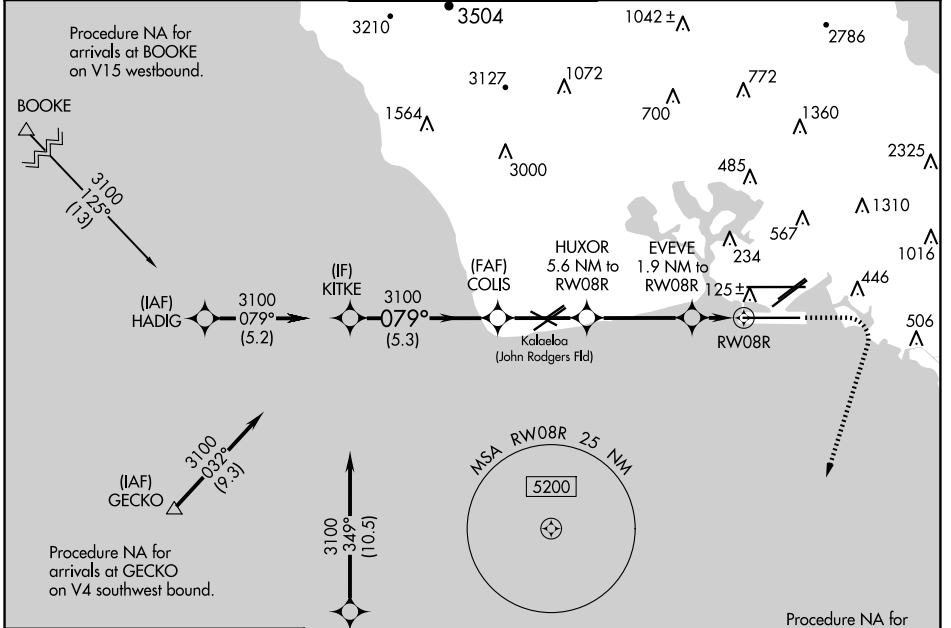 Procedure NA for
arrivals at BOOKE
on V15 westbound.
3210
3504
1042 ±
2786
BOOKE
3127
1072
772
700
1564
1360
3000
485
2325
3100
125°
(13)
1310
567
1016
234
(IAF)
HADIG
3100
079°
(5.2)
(IF)
KITKE
3100
079°
(5.3)
(FAF)
COLIS
HUXOR
5.6 NM to
RW08R
EVEVE
1.9 NM to
RW08R
125 ±
446
Kalaeloa
(John Rodgers Fld)
RW08R
506
3100
032°
(9.3)
(IAF)
GECKO
MSA RW08R 25 NM
5200
3100
349°
(10.5)
Procedure NA for
arrivals at GECKO
on V4 southwest bound.
Procedure NA for